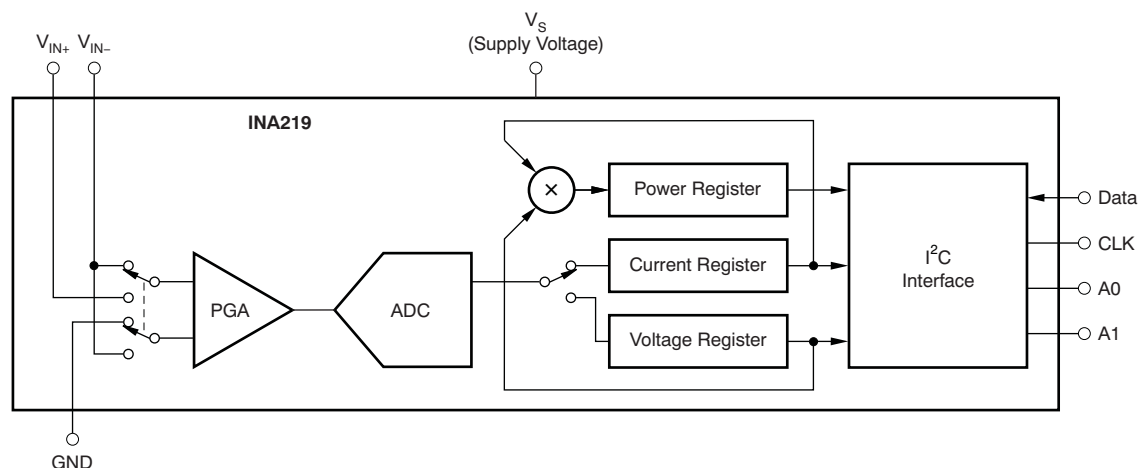 V_S
(Supply Voltage)
V_IN+ V_IN−
INA219
×
Power Register
Data
CLK
I²C
Interface
Current Register
A0
PGA
ADC
Voltage Register
A1
GND